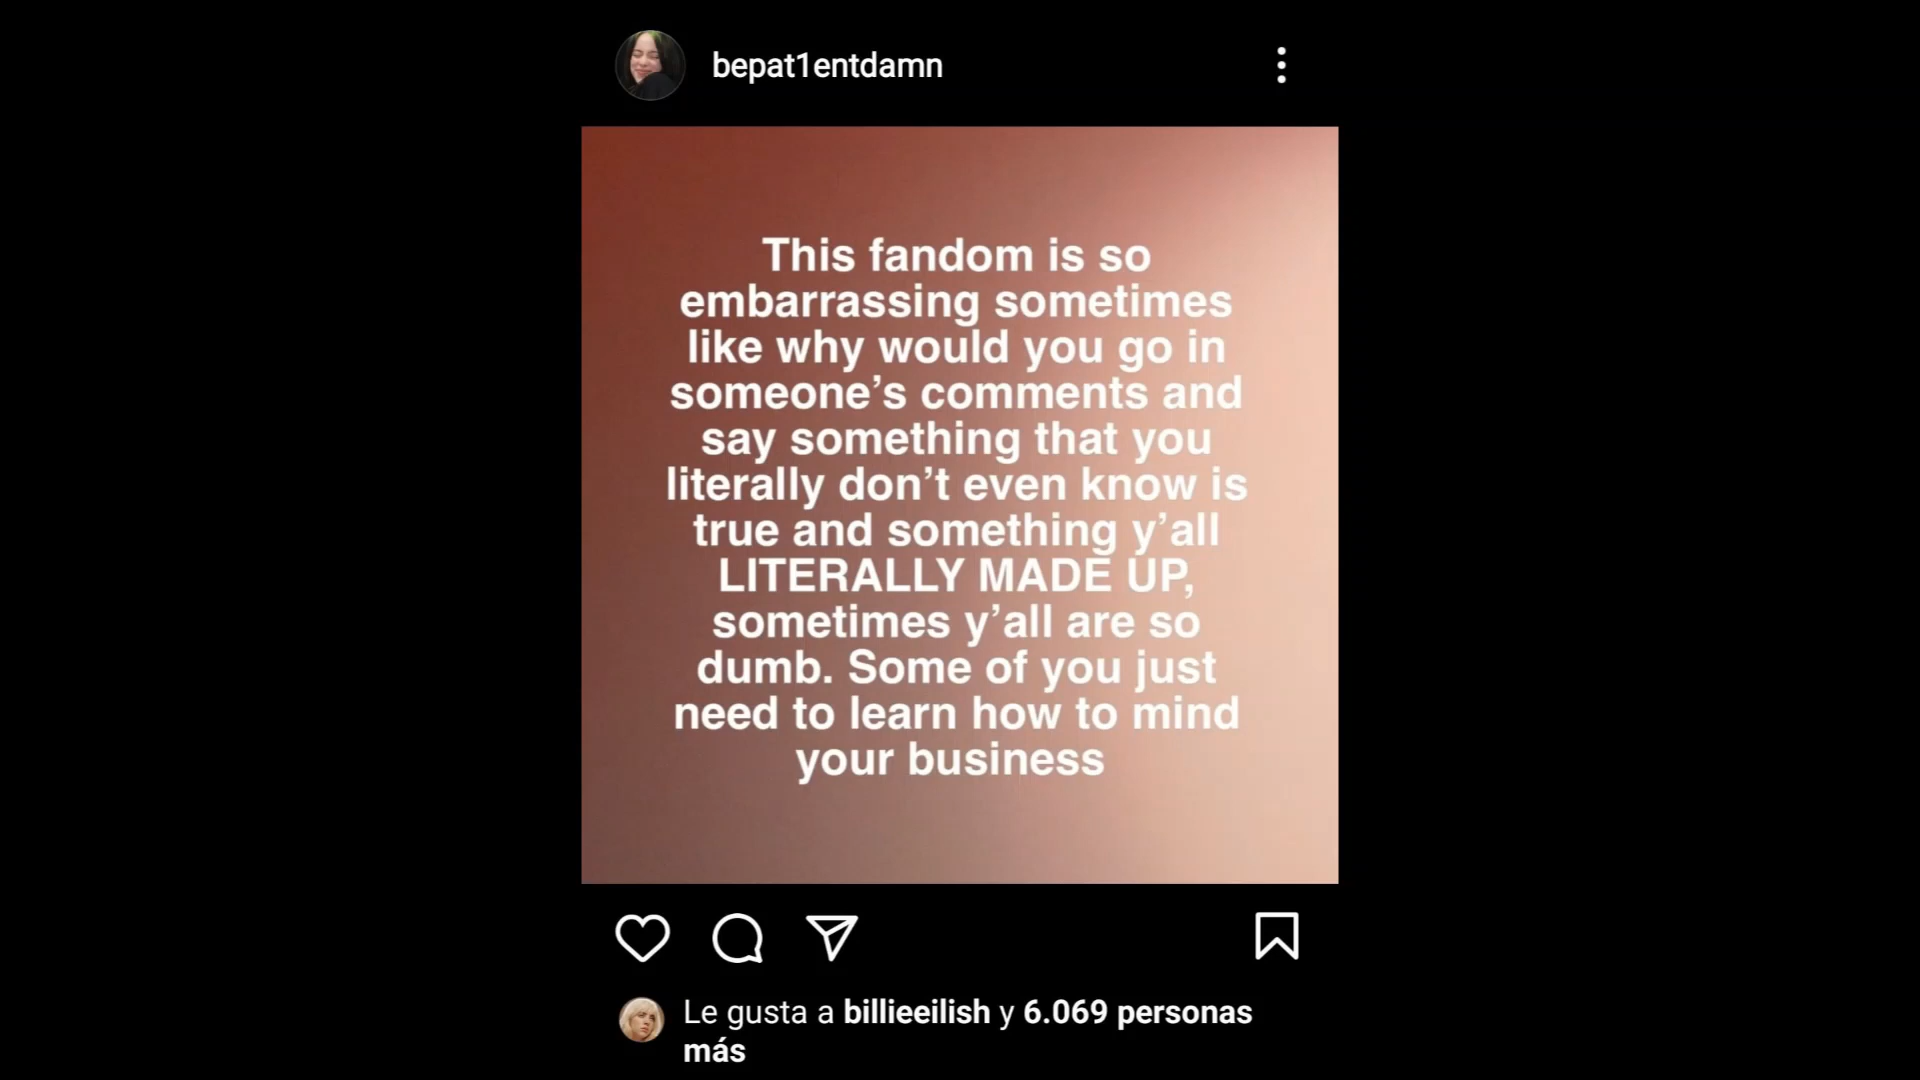 bepat1entdamn
This fandom is so
embarrassing sometimes
like why would you go in
someone’s comments and
say something that you
literally don’t even know is
true and something y’all
LITERALLY MADE UP,
sometimes y’all are so
dumb. Some of you just
need to learn how to mind
your business
Le gusta a billieeilish y 6.069 personas
más